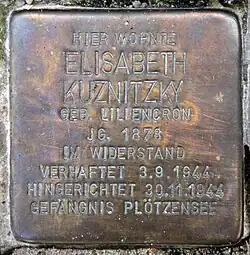 HIER WOHNTE
ELISABETH
KUZNITZKY
GEB. LILIENCRON
JG. 1878
IM WIDERSTAND
VERHAFTET 3.9.1944
HINGERICHTET 30.11.1944
GEFÄNGNIS PLÖTZENSEE